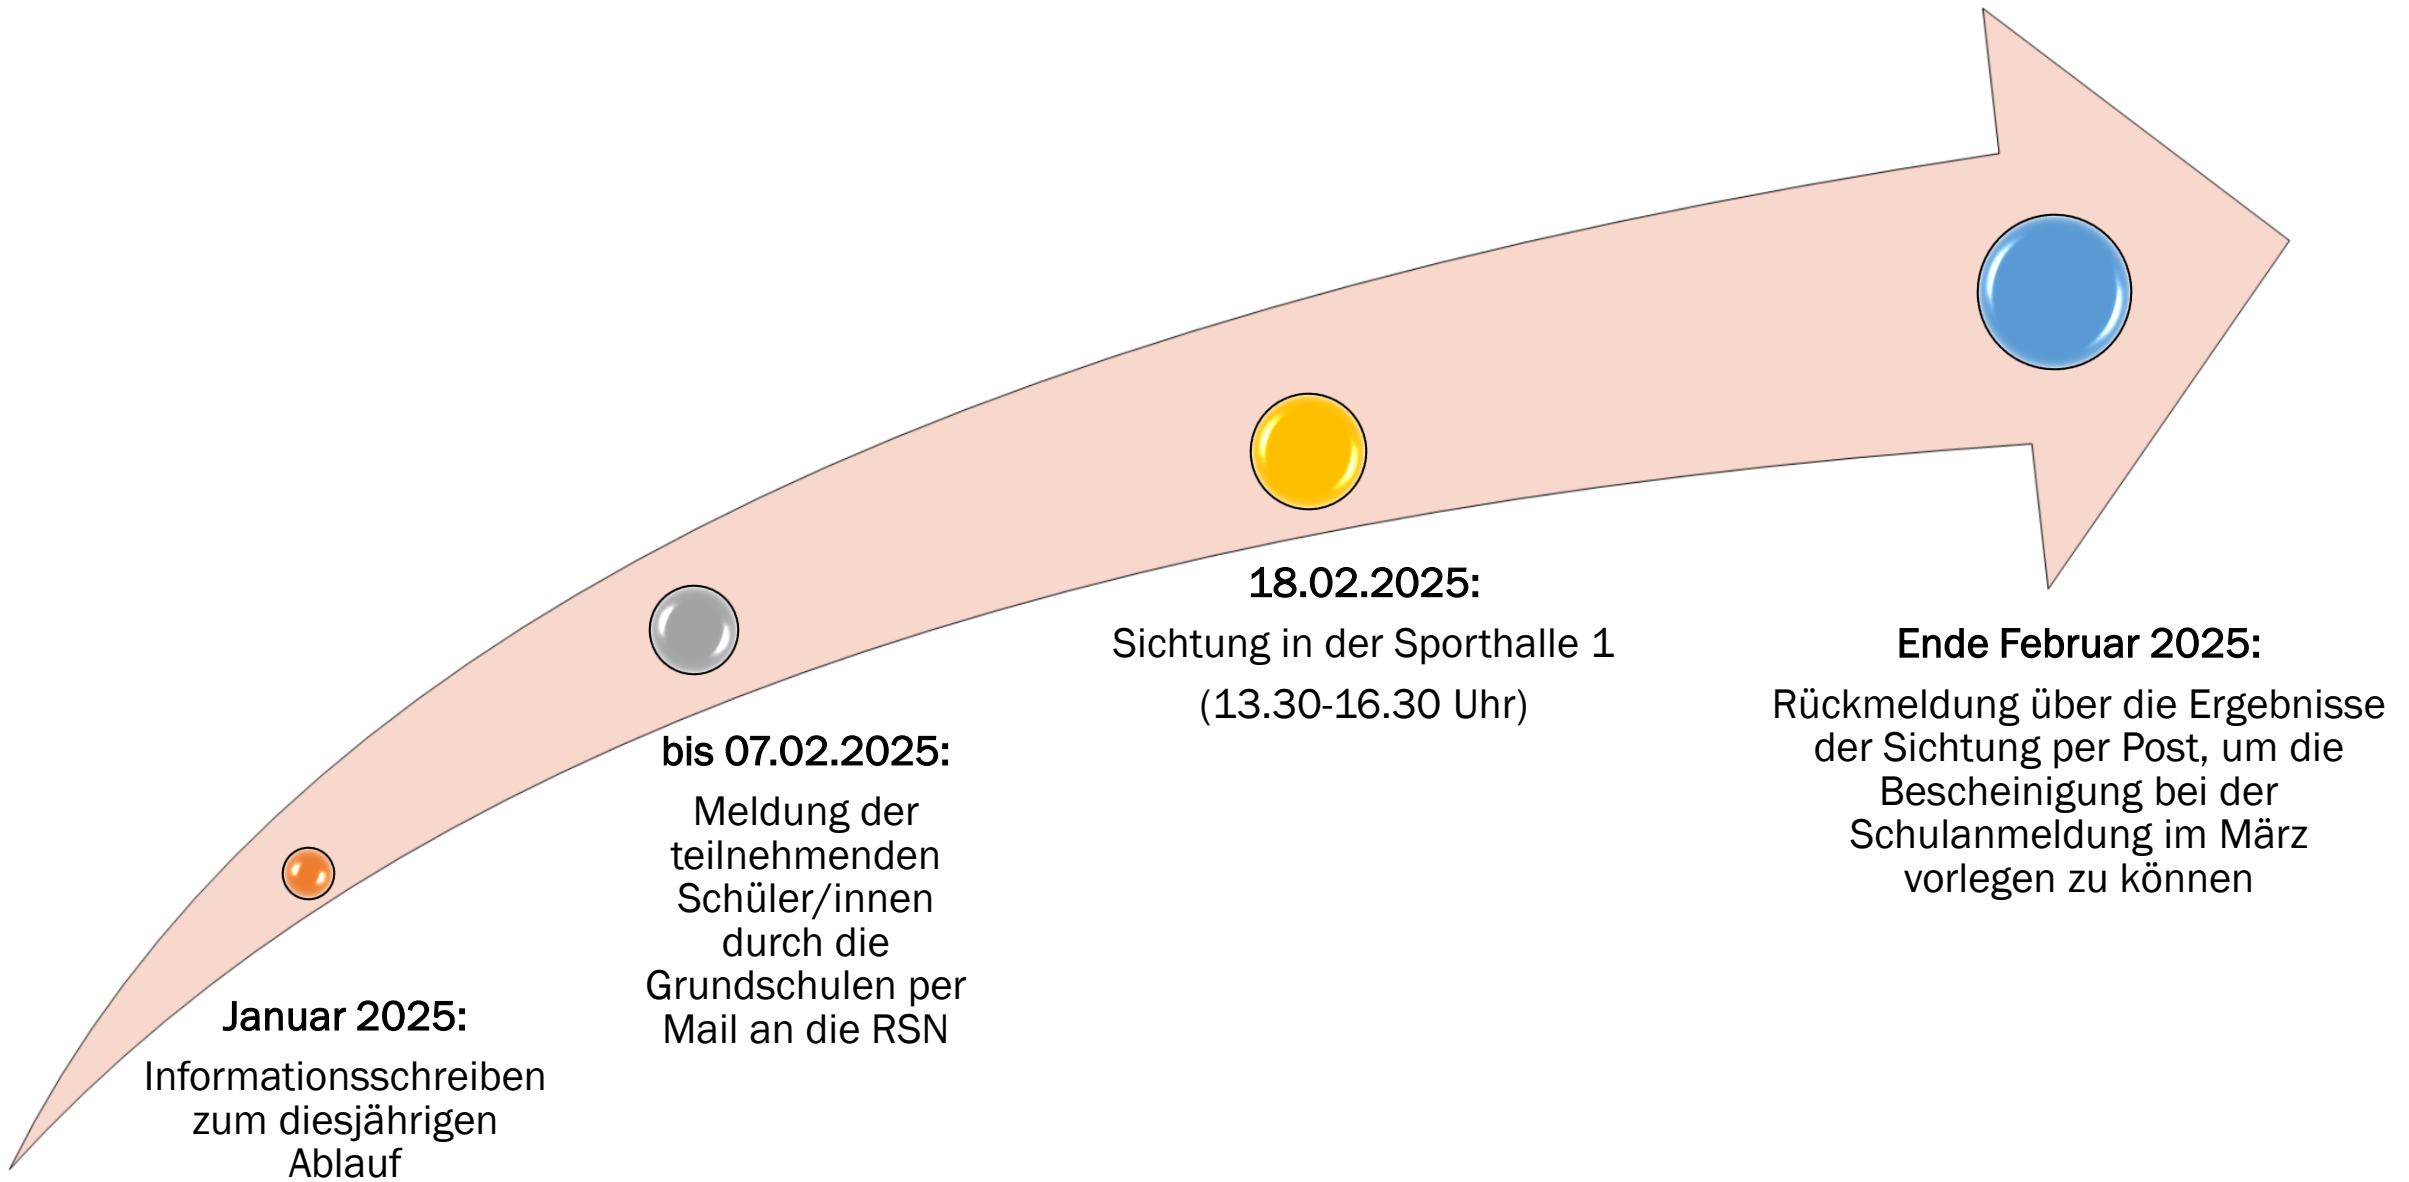 Januar 2025:
Informationsschreiben
zum diesjährigen
Ablauf
bis 07.02.2025:
Meldung der
teilnehmenden
Schüler/innen
durch die
Grundschulen per
Mail an die RSN
18.02.2025:
Sichtung in der Sporthalle 1
(13.30-16.30 Uhr)
Ende Februar 2025:
Rückmeldung über die Ergebnisse
der Sichtung per Post, um die
Bescheinigung bei der
Schulanmeldung im März
vorlegen zu können